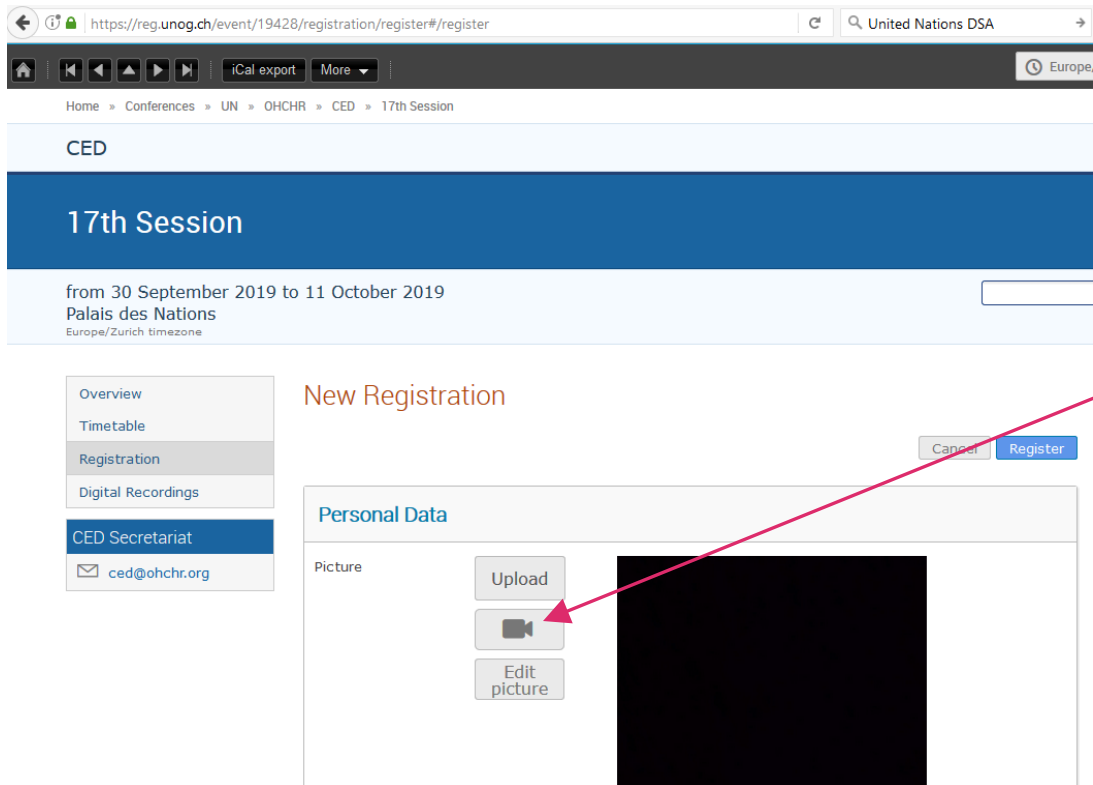 https://reg.unog.ch/event/19428/registration/register#/register
United Nations DSA
iCal export More
Europe,
Home » Conferences » UN » OHCHR » CED » 17th Session
CED
17th Session
from 30 September 2019 to 11 October 2019
Palais des Nations
Europe/Zurich timezone
Overview
Timetable
Registration
Digital Recordings
CED Secretariat
ced@ohchr.org
New Registration
Cancel Register
Personal Data
Picture
Upload
Edit
picture